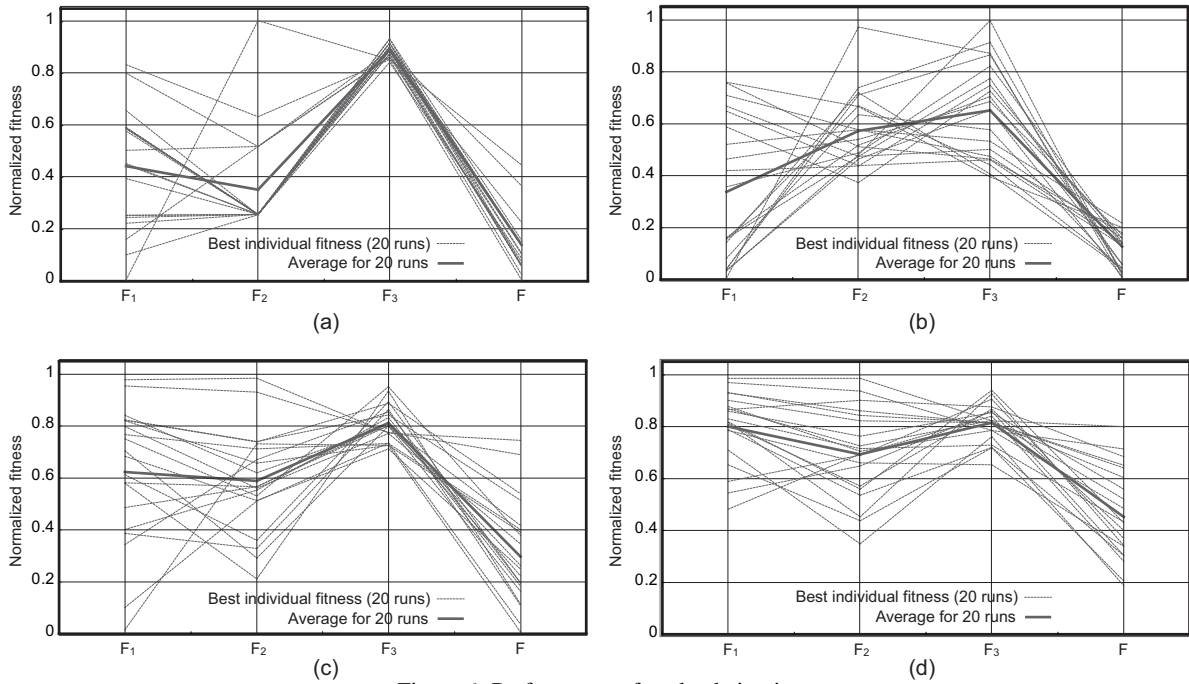 Normalized fitness
1
0.8
0.6
0.4
0.2
0
Best individual fitness (20 runs)
Average for 20 runs
F₁ F₂ F₃ F
(a)
Normalized fitness
1
0.8
0.6
0.4
0.2
0
Best individual fitness (20 runs)
Average for 20 runs
F₁ F₂ F₃ F
(b)
Normalized fitness
1
0.8
0.6
0.4
0.2
0
Best individual fitness (20 runs)
Average for 20 runs
F₁ F₂ F₃ F
(c)
Normalized fitness
1
0.8
0.6
0.4
0.2
0
Best individual fitness (20 runs)
Average for 20 runs
F₁ F₂ F₃ F
(d)